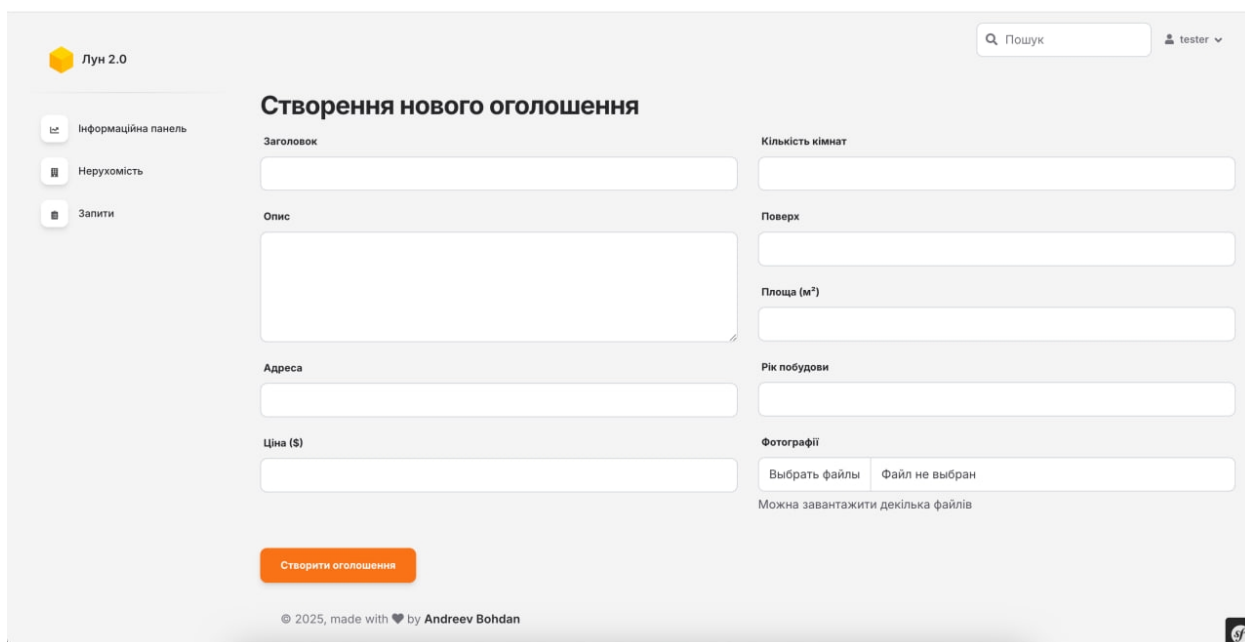 Лун 2.0
Пошук
tester
Інформаційна панель
Нерухомість
Запити
Створення нового оголошення
Заголовок
Опис
Адреса
Ціна ($)
Кількість кімнат
Поверх
Площа (м²)
Рік побудови
Фотографії
Выбрать файлы Файл не выбран
Можна завантажити декілька файлів
Створити оголошення
© 2025, made with ♥ by Andreev Bohdan
sf